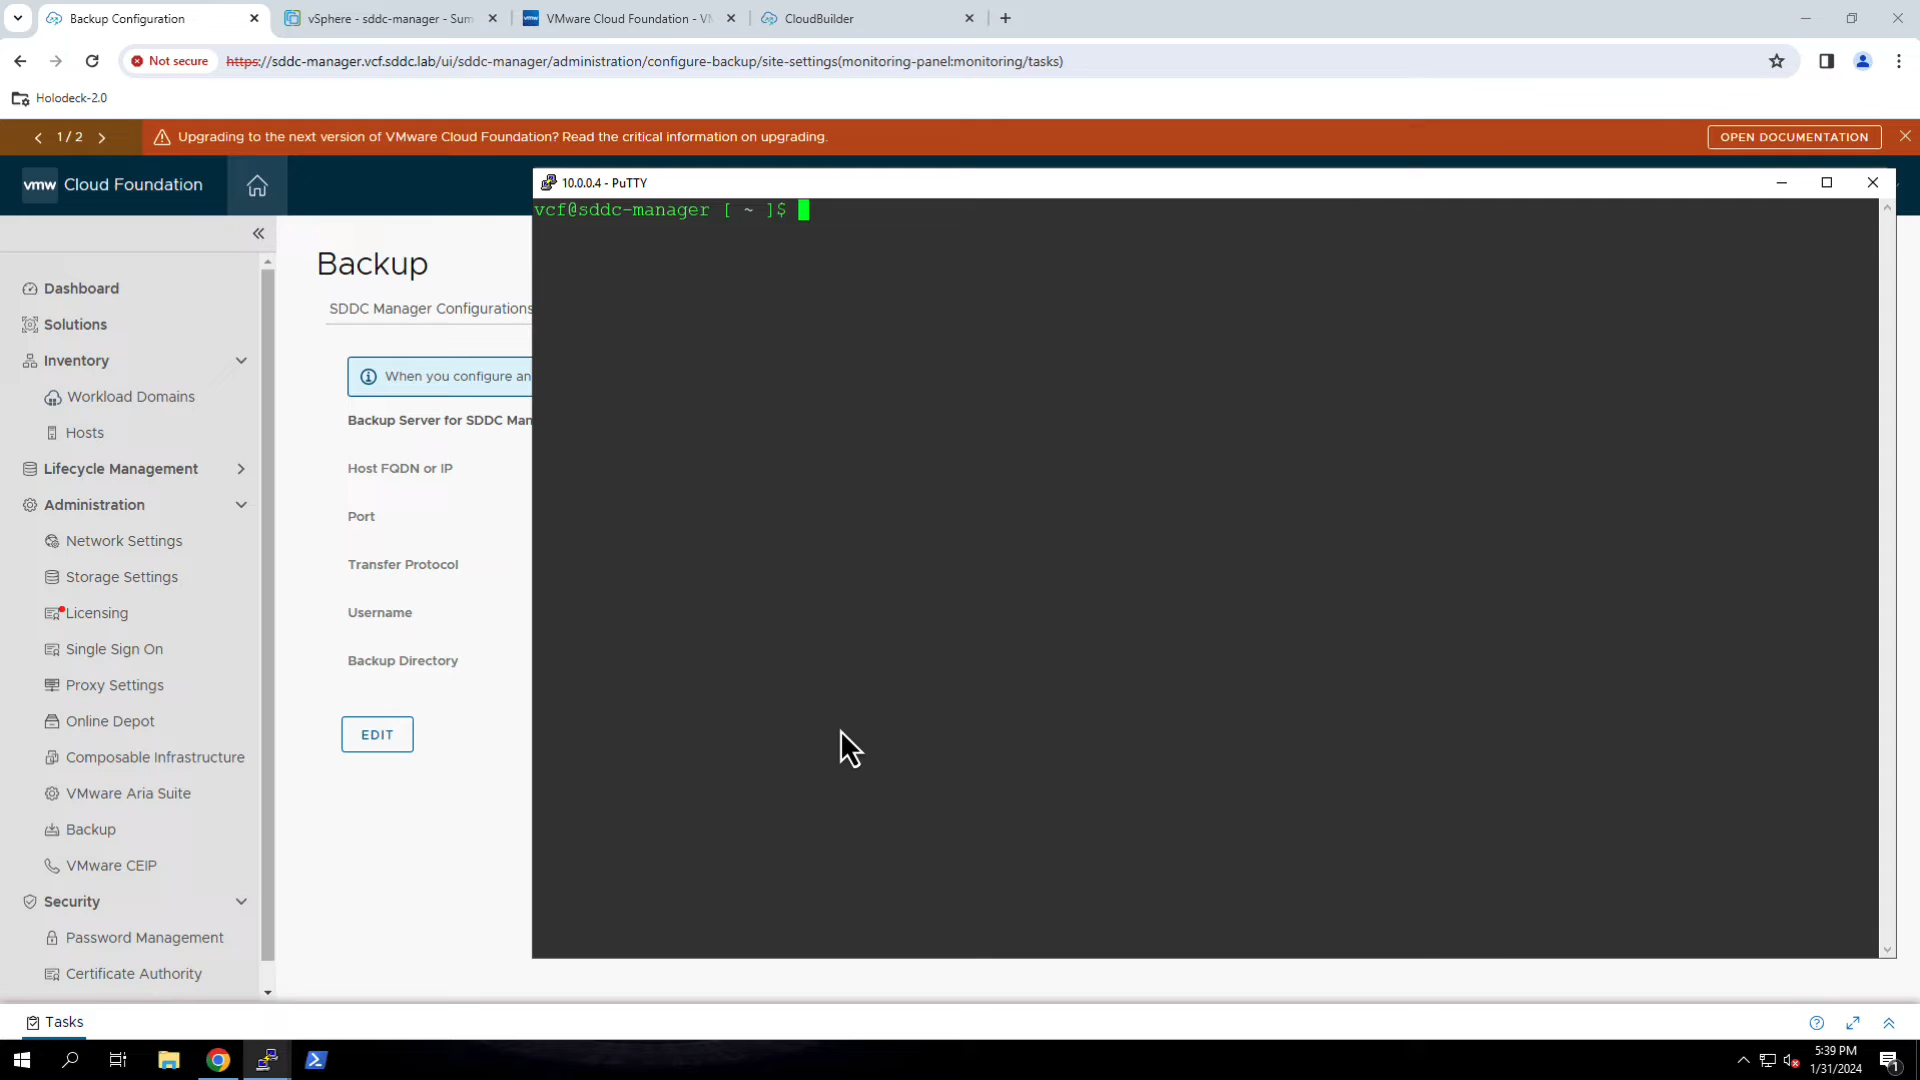 Backup Configuration
vSphere - sddc-manager - Sum
VMware Cloud Foundation - VM
CloudBuilder
Not secure
https://sddc-manager.vcf.sddc.lab/ui/sddc-manager/administration/configure-backup/site-settings(monitoring-panel:monitoring/tasks)
Holodeck-2.0
1 / 2
Upgrading to the next version of VMware Cloud Foundation? Read the critical information on upgrading.
OPEN DOCUMENTATION
vmw Cloud Foundation
10.0.0.4 - PuTTY
vcf@sddc-manager [ ~ ]$
Dashboard
Solutions
Inventory
Workload Domains
Hosts
Lifecycle Management
Administration
Network Settings
Storage Settings
Licensing
Single Sign On
Proxy Settings
Online Depot
Composable Infrastructure
VMware Aria Suite
Backup
VMware CEIP
Security
Password Management
Certificate Authority
Backup
SDDC Manager Configurations
When you configure an
Backup Server for SDDC Man
Host FQDN or IP
Port
Transfer Protocol
Username
Backup Directory
EDIT
Tasks
5:39 PM
1/31/2024
1